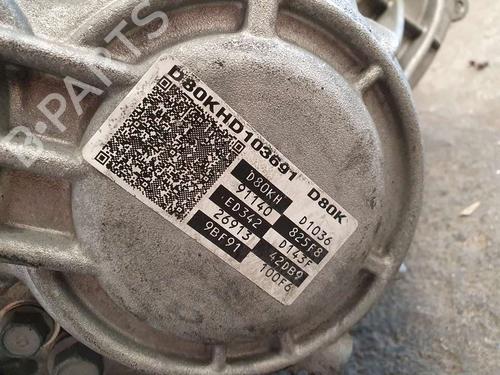 B-PARTS
D80KHD103691 D80K
D80KH D1036
91140 825F8
ED342 D143F
26913 42DB9
9BF91 100F6